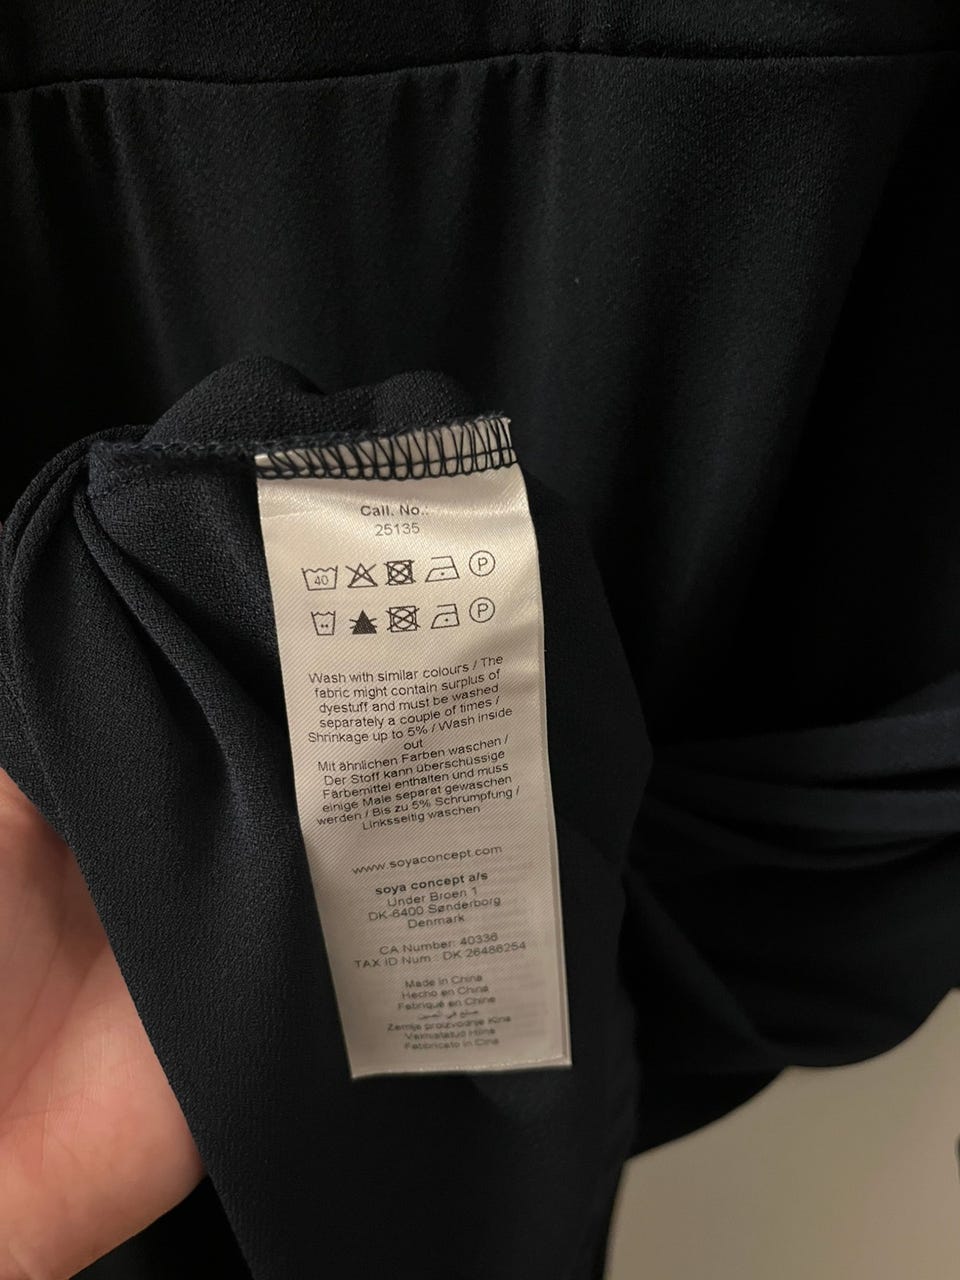 Call. No.:
25135
40 P
P
Wash with similar colours / The
fabric might contain surplus of
dyestuff and must be washed
separately a couple of times /
Shrinkage up to 5% / Wash inside
out
Mit ähnlichen Farben waschen /
Der Stoff kann überschüssige
Färbemittel enthalten und muss
einige Male separat gewaschen
werden / Bis zu 5% Schrumpfung /
Linksseitig waschen
www.soyaconcept.com
soya concept a/s
Under Broen 1
DK-6400 Sønderborg
Denmark
CA Number: 40336
TAX ID Num : DK 26486254
Made in China
Hecho en China
Fabriqué en Chine
صنع في الصين
Zemlja proizvodnje Kina
Valmistatud Hiina
Fabbricato in Cina